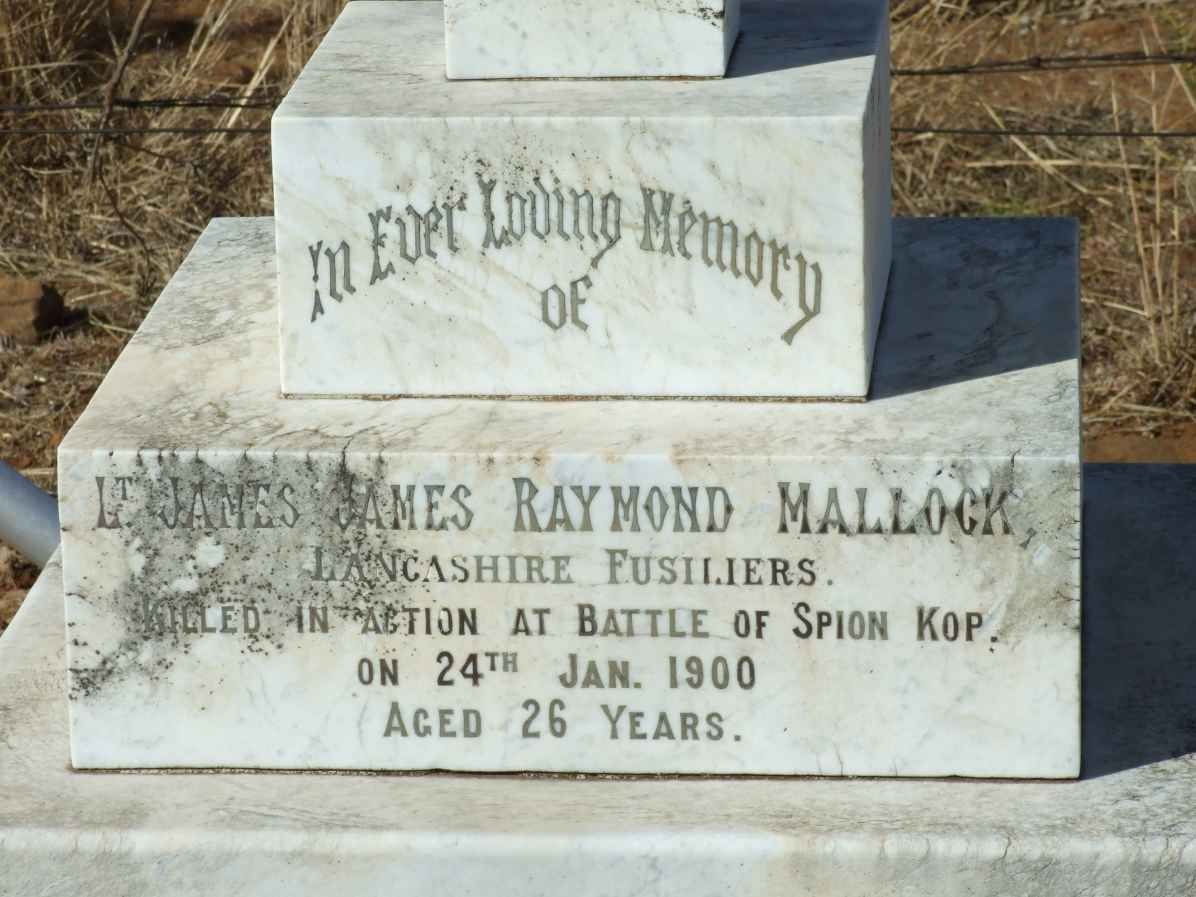 In Ever Loving Memory
of
LT JAMES JAMES RAYMOND MALLOCK,
LANCASHIRE FUSILIERS.
KILLED IN ACTION AT BATTLE OF SPION KOP.
ON 24TH JAN. 1900
AGED 26 YEARS.